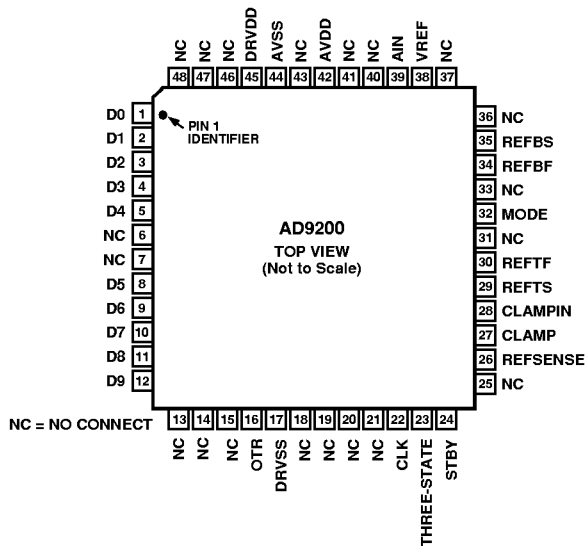 NC NC NC DRVDD AVSS NC AVDD NC NC AIN VREF NC
48 47 46 45 44 43 42 41 40 39 38 37
D0 1
D1 2
D2 3
D3 4
D4 5
NC 6
NC 7
D5 8
D6 9
D7 10
D8 11
D9 12
PIN 1
IDENTIFIER
AD9200
TOP VIEW
(Not to Scale)
36 NC
35 REFBS
34 REFBF
33 NC
32 MODE
31 NC
30 REFTF
29 REFTS
28 CLAMPIN
27 CLAMP
26 REFSENSE
25 NC
NC = NO CONNECT
13 14 15 16 17 18 19 20 21 22 23 24
NC NC NC OTR DRVSS NC NC NC NC CLK THREE-STATE STBY